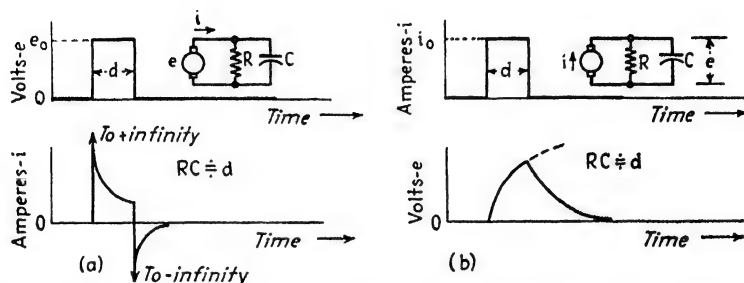 Volts-e
e₀
0
d
i
e
R
C
Time
Amperes-i
To + infinity
RC ≑ d
0
Time
To - infinity
(a)
Amperes-i
i₀
0
d
i
R
C
e
Time
Volts-e
RC ≑ d
0
Time
(b)